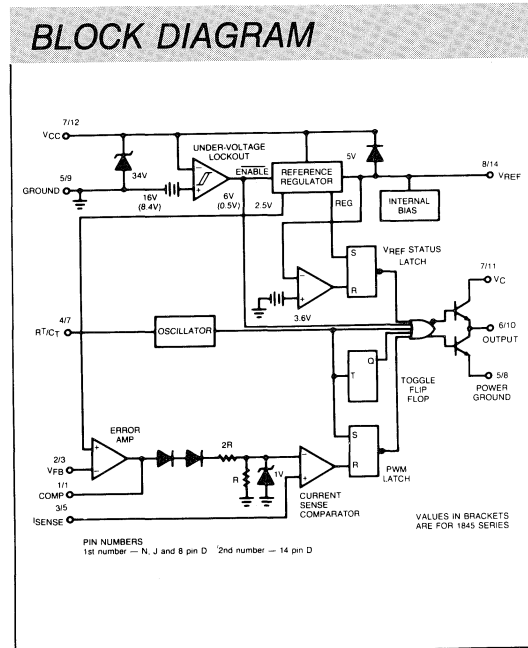 BLOCK DIAGRAM
7/12
VCC
34V
UNDER-VOLTAGE
LOCKOUT
ENABLE
5V
REFERENCE
REGULATOR
8/14
VREF
5/9
GROUND
16V
(8.4V)
6V
(0.5V)
2.5V
REG
INTERNAL
BIAS
S
R
VREF STATUS
LATCH
3.6V
7/11
VC
4/7
RT/CT
OSCILLATOR
6/10
OUTPUT
Q
T
TOGGLE
FLIP
FLOP
5/8
POWER
GROUND
ERROR
AMP
2R
S
R
PWM
LATCH
2/3
VFB
R
1V
1/1
COMP
CURRENT
SENSE
COMPARATOR
3/5
ISENSE
VALUES IN BRACKETS
ARE FOR 1845 SERIES
PIN NUMBERS
1st number — N, J and 8 pin D 2nd number — 14 pin D